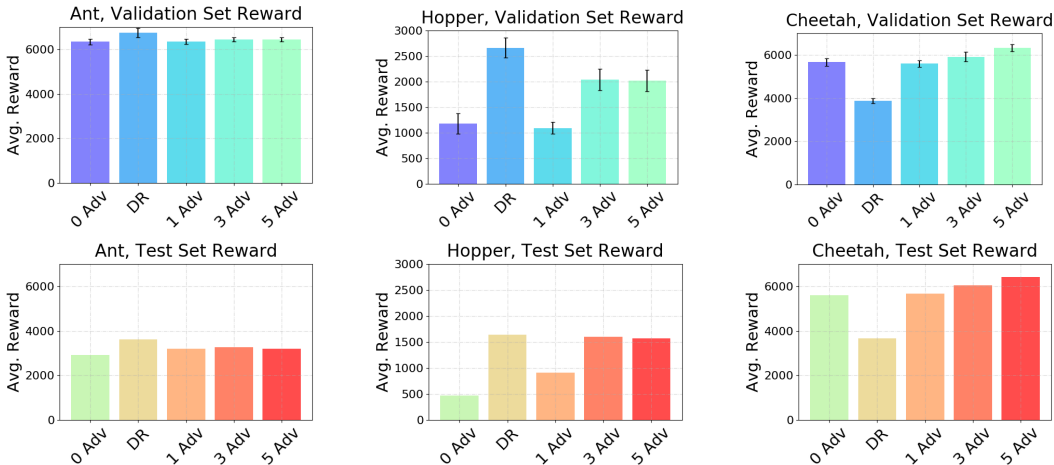 Ant, Validation Set Reward
Avg. Reward
6000
4000
2000
0
0 Adv
DR
1 Adv
3 Adv
5 Adv
Hopper, Validation Set Reward
Avg. Reward
3000
2500
2000
1500
1000
500
0
0 Adv
DR
1 Adv
3 Adv
5 Adv
Cheetah, Validation Set Reward
Avg. Reward
6000
4000
2000
0
0 Adv
DR
1 Adv
3 Adv
5 Adv
Ant, Test Set Reward
Avg. Reward
6000
4000
2000
0
0 Adv
DR
1 Adv
3 Adv
5 Adv
Hopper, Test Set Reward
Avg. Reward
3000
2500
2000
1500
1000
500
0
0 Adv
DR
1 Adv
3 Adv
5 Adv
Cheetah, Test Set Reward
Avg. Reward
6000
4000
2000
0
0 Adv
DR
1 Adv
3 Adv
5 Adv